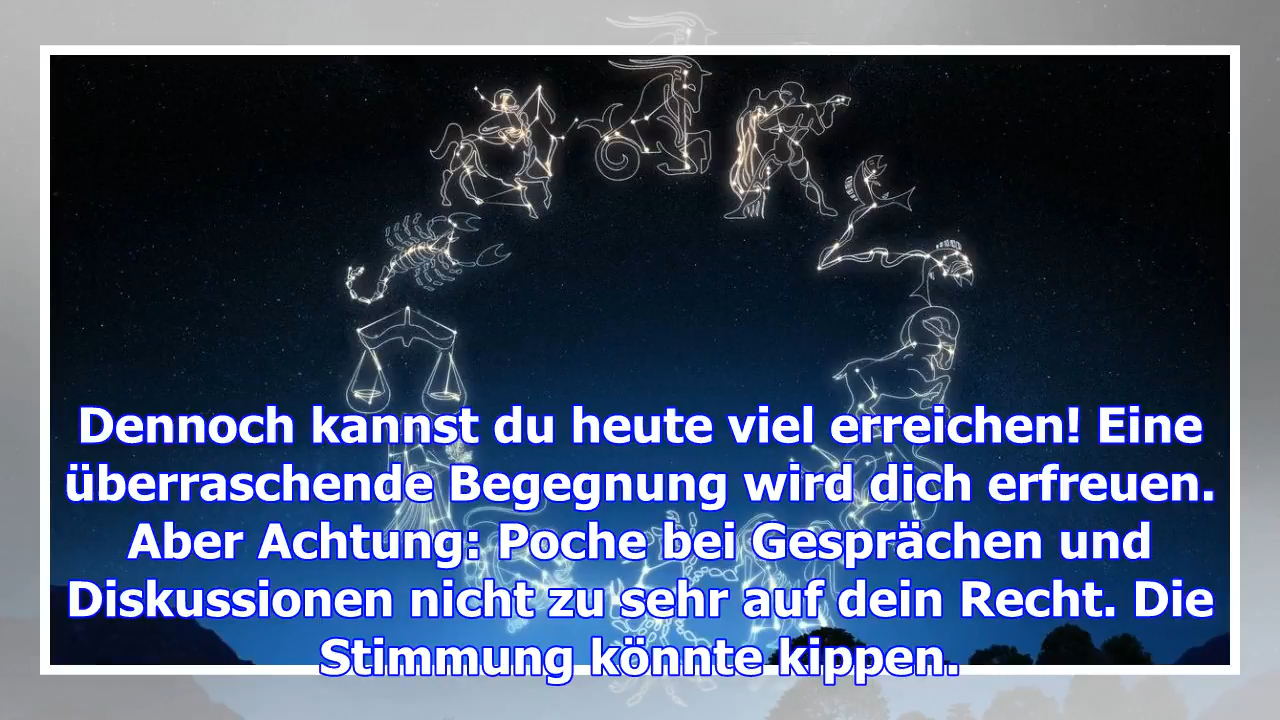 Dennoch kannst du heute viel erreichen! Eine
überraschende Begegnung wird dich erfreuen.
Aber Achtung: Poche bei Gesprächen und
Diskussionen nicht zu sehr auf dein Recht. Die
Stimmung könnte kippen.